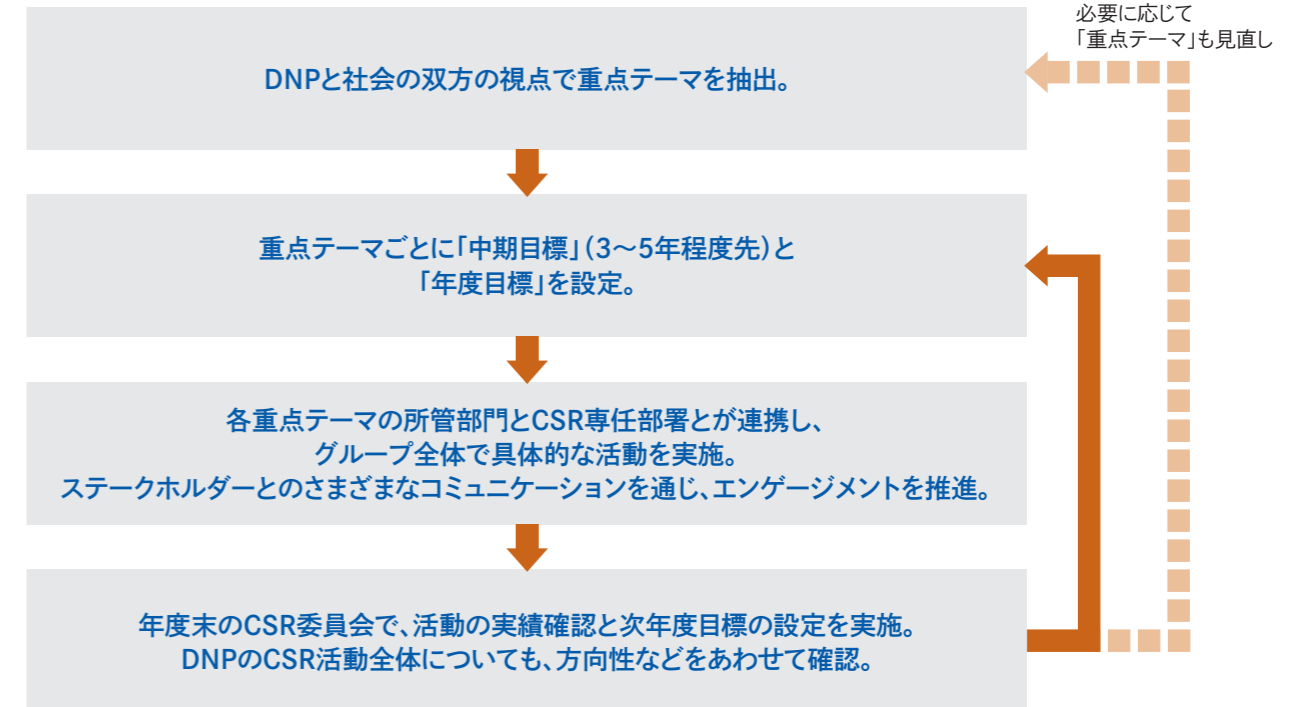 必要に応じて
「重点テーマ」も見直し
DNPと社会の双方の視点で重点テーマを抽出。
重点テーマごとに「中期目標」(3〜5年程度先)と
「年度目標」を設定。
各重点テーマの所管部門とCSR専任部署とが連携し、
グループ全体で具体的な活動を実施。
ステークホルダーとのさまざまなコミュニケーションを通じ、エンゲージメントを推進。
年度末のCSR委員会で、活動の実績確認と次年度目標の設定を実施。
DNPのCSR活動全体についても、方向性などをあわせて確認。